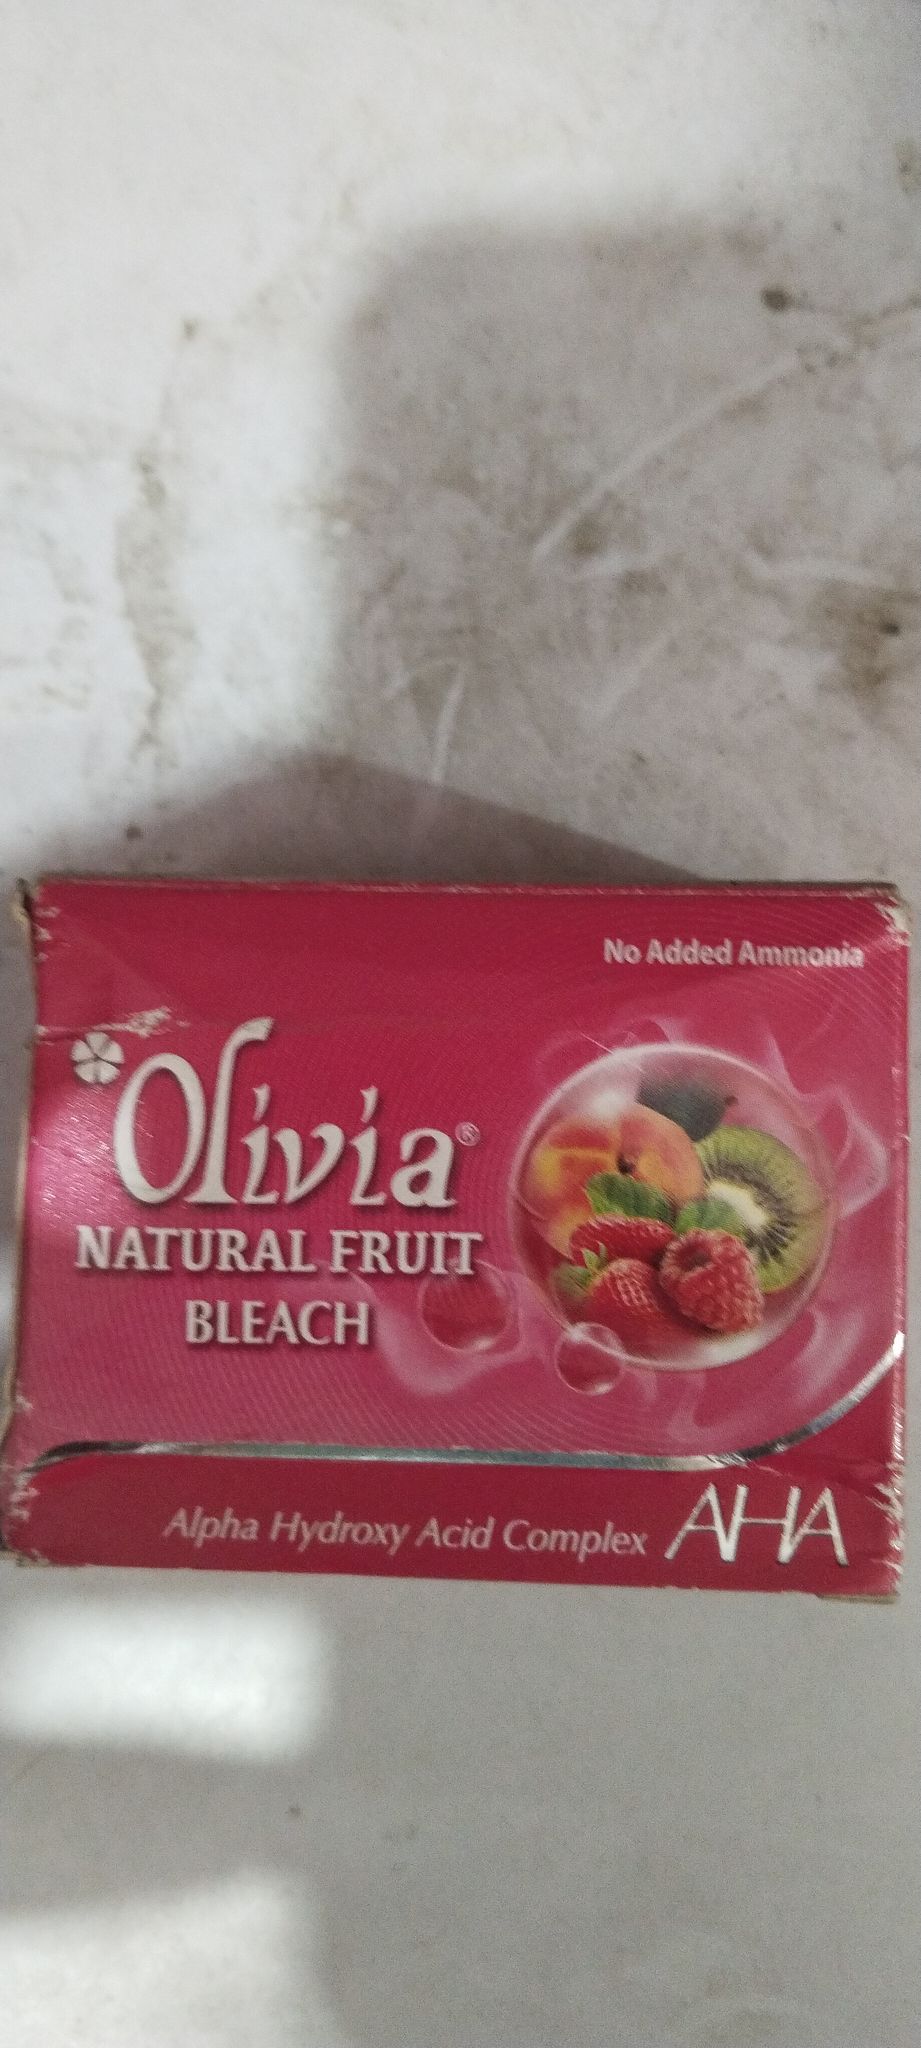 No Added Ammonia
Olivia®
NATURAL FRUIT
BLEACH
Alpha Hydroxy Acid Complex AHA